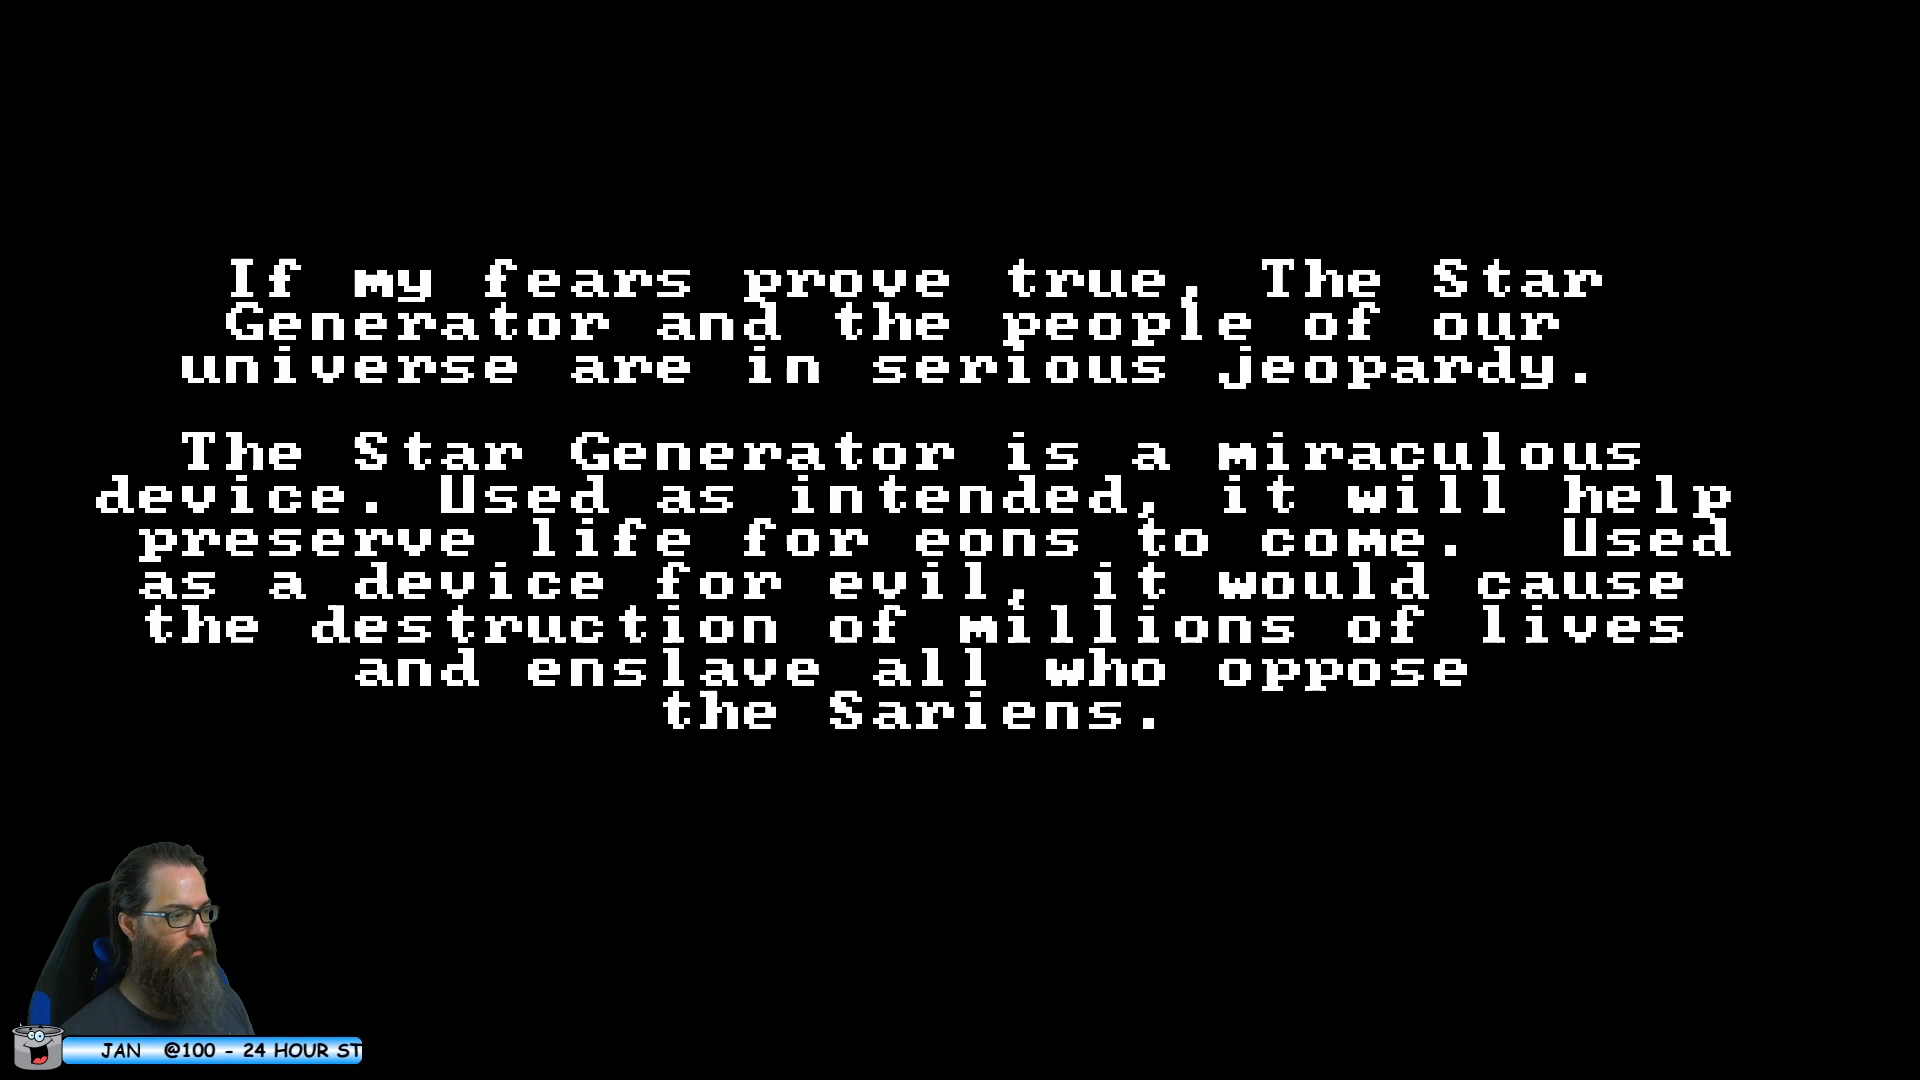 If my fears prove true, The Star
Generator and the people of our
universe are in serious jeopardy.
The Star Generator is a miraculous
device. Used as intended, it will help
preserve life for eons to come.  Used
as a device for evil, it would cause
the destruction of millions of lives
and enslave all who oppose
the Sariens.
JAN @100 - 24 HOUR ST